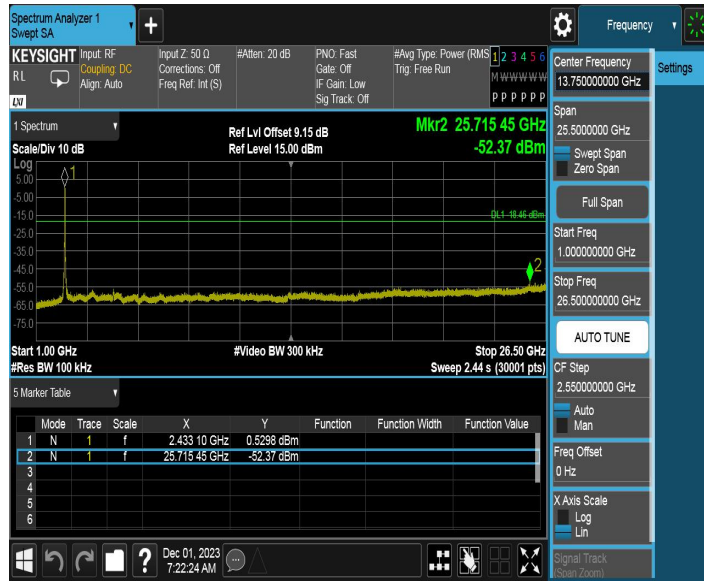 Spectrum Analyzer 1
Swept SA
+
Frequency
KEYSIGHT
RL
LXI
Input: RF
Coupling: DC
Align: Auto
Input Z: 50 Ω
Corrections: Off
Freq Ref: Int (S)
#Atten: 20 dB
PNO: Fast
Gate: Off
IF Gain: Low
Sig Track: Off
#Avg Type: Power (RMS
Trig: Free Run
1 2 3 4 5 6
M W W W W W
P P P P P P
Center Frequency
13.750000000 GHz
Settings
Span
25.5000000 GHz
Swept Span
Zero Span
Full Span
Start Freq
1.000000000 GHz
Stop Freq
26.500000000 GHz
AUTO TUNE
CF Step
2.550000000 GHz
Auto
Man
Freq Offset
0 Hz
X Axis Scale
Log
Lin
Signal Track
(Span Zoom)
1 Spectrum
Scale/Div 10 dB
Ref Lvl Offset 9.15 dB
Ref Level 15.00 dBm
Mkr2 25.715 45 GHz
-52.37 dBm
Log
5.00
-5.00
-15.0
-25.0
-35.0
-45.0
-55.0
-65.0
-75.0
1
DL1 -18.46 dBm
2
Start 1.00 GHz
#Res BW 100 kHz
#Video BW 300 kHz
Stop 26.50 GHz
Sweep 2.44 s (30001 pts)
5 Marker Table
Mode Trace Scale X Y Function Function Width Function Value
1 N 1 f 2.433 10 GHz 0.5298 dBm
2 N 1 f 25.715 45 GHz -52.37 dBm
3
4
5
6
?
Dec 01, 2023
7:22:24 AM